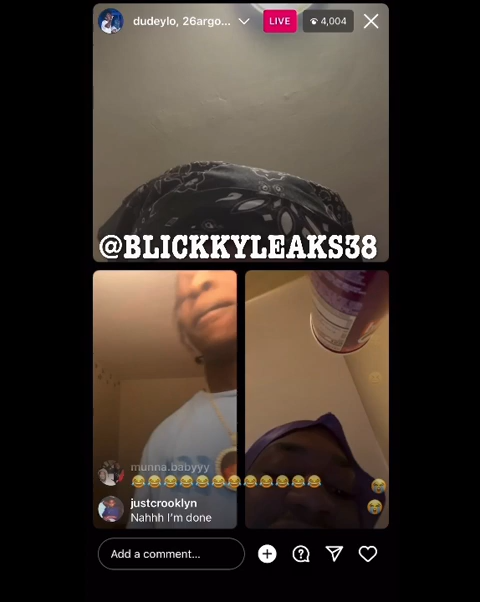 dudeylo, 26argo...
LIVE
4,004
@BLICKKYLEAKS38
munna.babyyy
😂😂😂😂😂😂😂😂😂😂😂😂
justcrooklyn
Nahhh I'm done
Add a comment...